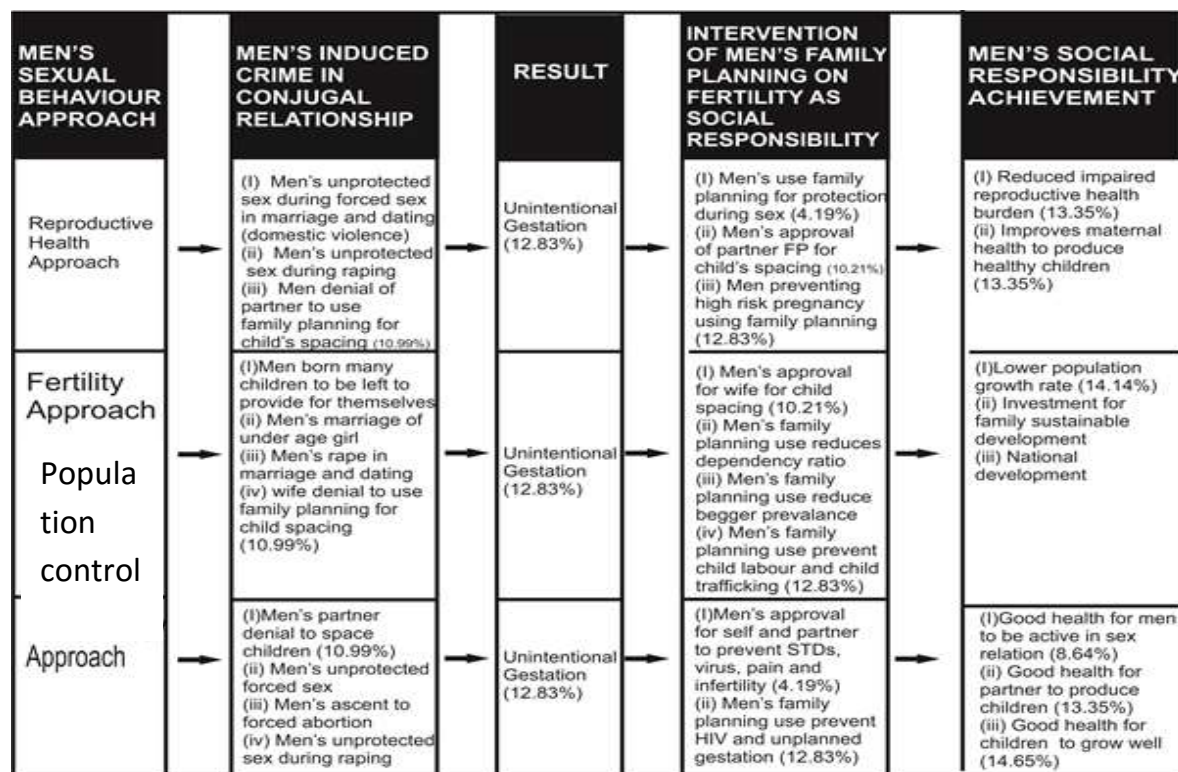 MEN'S
SEXUAL
BEHAVIOUR
APPROACH
MEN'S INDUCED
CRIME IN
CONJUGAL
RELATIONSHIP
RESULT
INTERVENTION
OF MEN'S FAMILY
PLANNING ON
FERTILITY AS
SOCIAL
RESPONSIBILITY
MEN'S SOCIAL
RESPONSIBILITY
ACHIEVEMENT
Reproductive
Health
Approach
(I) Men's unprotected
sex during forced sex
in marriage and dating
(domestic violence)
(ii) Men's unprotected
sex during raping
(iii) Men denial of
partner to use
family planning for
child's spacing (10.99%)
Unintentional
Gestation
(12.83%)
(I) Men's use family
planning for protection
during sex (4.19%)
(ii) Men's approval
of partner FP for
child's spacing (10.21%)
(iii) Men preventing
high risk pregnancy
using family planning
(12.83%)
(I) Reduced impaired
reproductive health
burden (13.35%)
(ii) Improves maternal
health to produce
healthy children
(13.35%)
Fertility
Approach
Popula
tion
control
(I)Men born many
children to be left to
provide for themselves
(ii) Men's marriage of
under age girl
(iii) Men's rape in
marriage and dating
(iv) wife denial to use
family planning for
child spacing
(10.99%)
Unintentional
Gestation
(12.83%)
(I) Men's approval
for wife for child
spacing (10.21%)
(ii) Men's family
planning use reduces
dependency ratio
(iii) Men's family
planning use reduce
begger prevalance
(iv) Men's family
planning use prevent
child labour and child
trafficking (12.83%)
(I)Lower population
growth rate (14.14%)
(ii) Investment for
family sustainable
development
(iii) National
development
Approach
(I)Men's partner
denial to space
children (10.99%)
(ii) Men's unprotected
forced sex
(iii) Men's ascent to
forced abortion
(iv) Men's unprotected
sex during raping
Unintentional
Gestation
(12.83%)
(I)Men's approval
for self and partner
to prevent STDs,
virus, pain and
infertility (4.19%)
(ii) Men's family
planning use prevent
HIV and unplanned
gestation (12.83%)
(I)Good health for men
to be active in sex
relation (8.64%)
(ii) Good health for
partner to produce
children (13.35%)
(iii) Good health for
children to grow well
(14.65%)